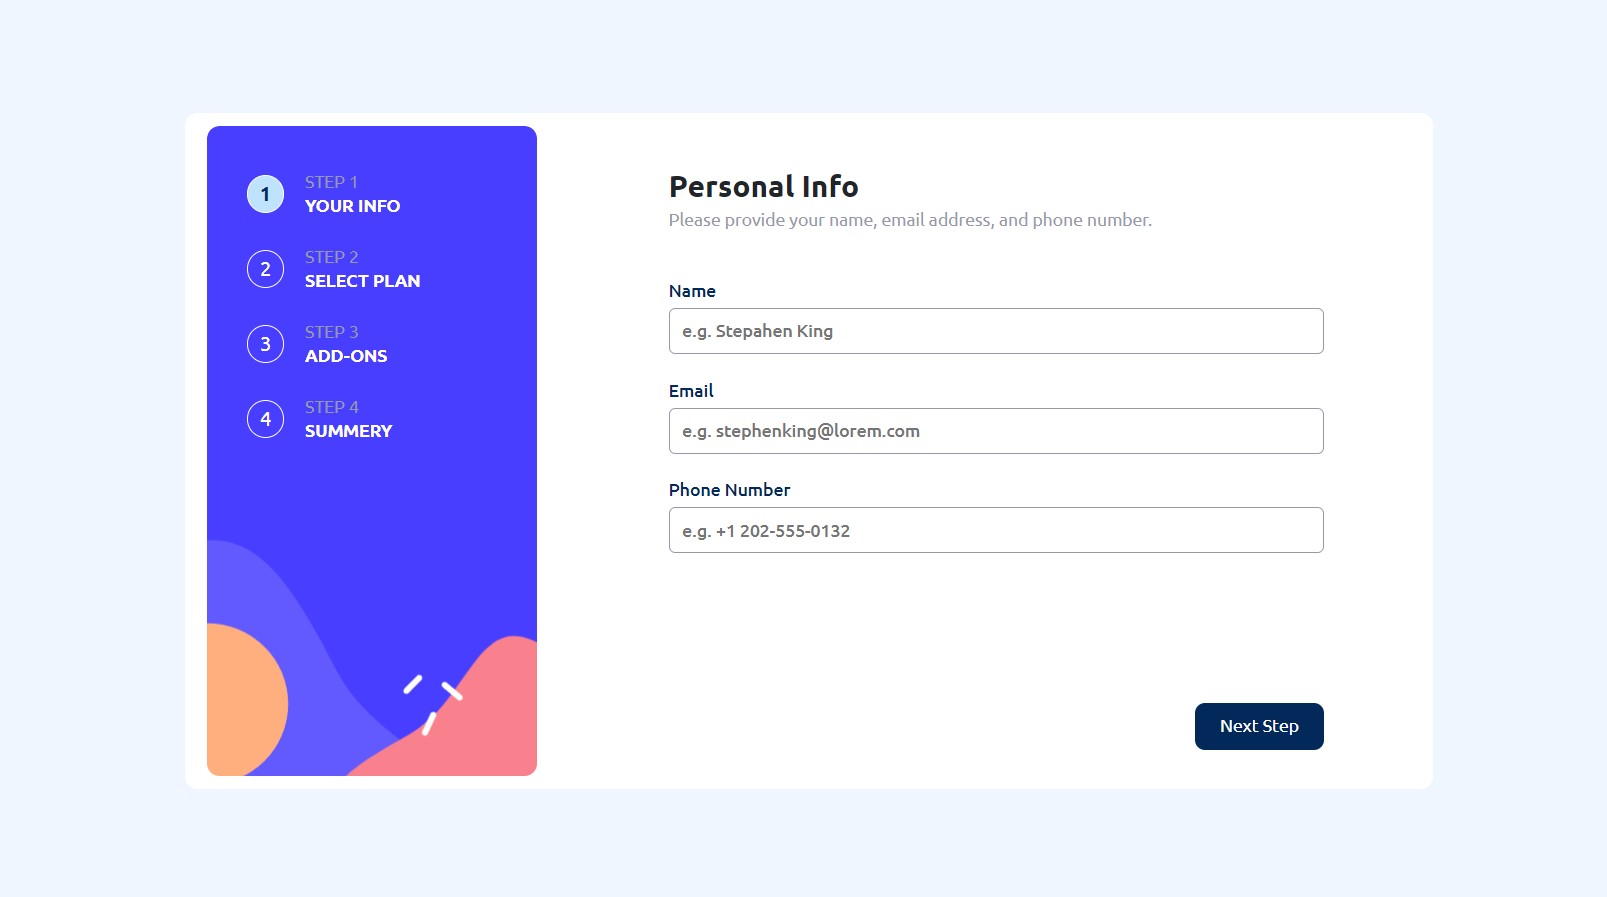 1
STEP 1
YOUR INFO
2
STEP 2
SELECT PLAN
3
STEP 3
ADD-ONS
4
STEP 4
SUMMERY
Personal Info
Please provide your name, email address, and phone number.
Name
e.g. Stepahen King
Email
e.g. stephenking@lorem.com
Phone Number
e.g. +1 202-555-0132
Next Step